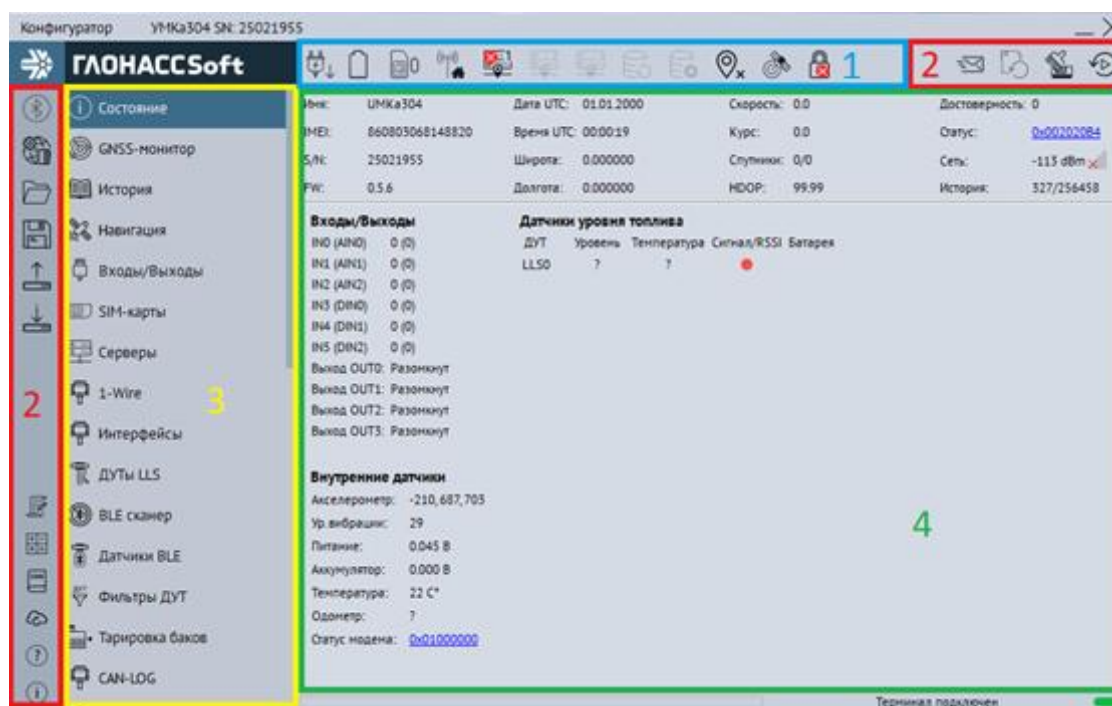 Конфигуратор УМКа304 SN: 25021955
ГЛОНАССSoft
0
1
2
Состояние
GNSS-монитор
История
Навигация
Входы/Выходы
SIM-карты
Серверы
1-Wire
Интерфейсы
ДУТы LLS
BLE сканер
Датчики BLE
Фильтры ДУТ
Тарировка баков
CAN-LOG
2
3
Имя: UMKa304 Дата UTC: 01.01.2000 Скорость: 0.0 Достоверность: 0
IMEI: 860803068148820 Время UTC: 00:00:19 Курс: 0.0 Статус: 0x002020B4
S/N: 25021955 Широта: 0.000000 Спутники: 0/0 Сеть: -113 dBm
FW: 0.5.6 Долгота: 0.000000 HDOP: 99.99 История: 327/256458
Входы/Выходы
IN0 (AIN0) 0 (0)
IN1 (AIN1) 0 (0)
IN2 (AIN2) 0 (0)
IN3 (DIN0) 0 (0)
IN4 (DIN1) 0 (0)
IN5 (DIN2) 0 (0)
Выход OUT0: Разомкнут
Выход OUT1: Разомкнут
Выход OUT2: Разомкнут
Выход OUT3: Разомкнут
Датчики уровня топлива
ДУТ Уровень Температура Сигнал/RSSI Батарея
LLS0 ? ?
Внутренние датчики
Акселерометр: -210,687,703
Ур.вибрации: 29
Питание: 0.045 В
Аккумулятор: 0.000 В
Температура: 22 C°
Одометр: ?
Статус модема: 0x01000000
4
Терминал подключен